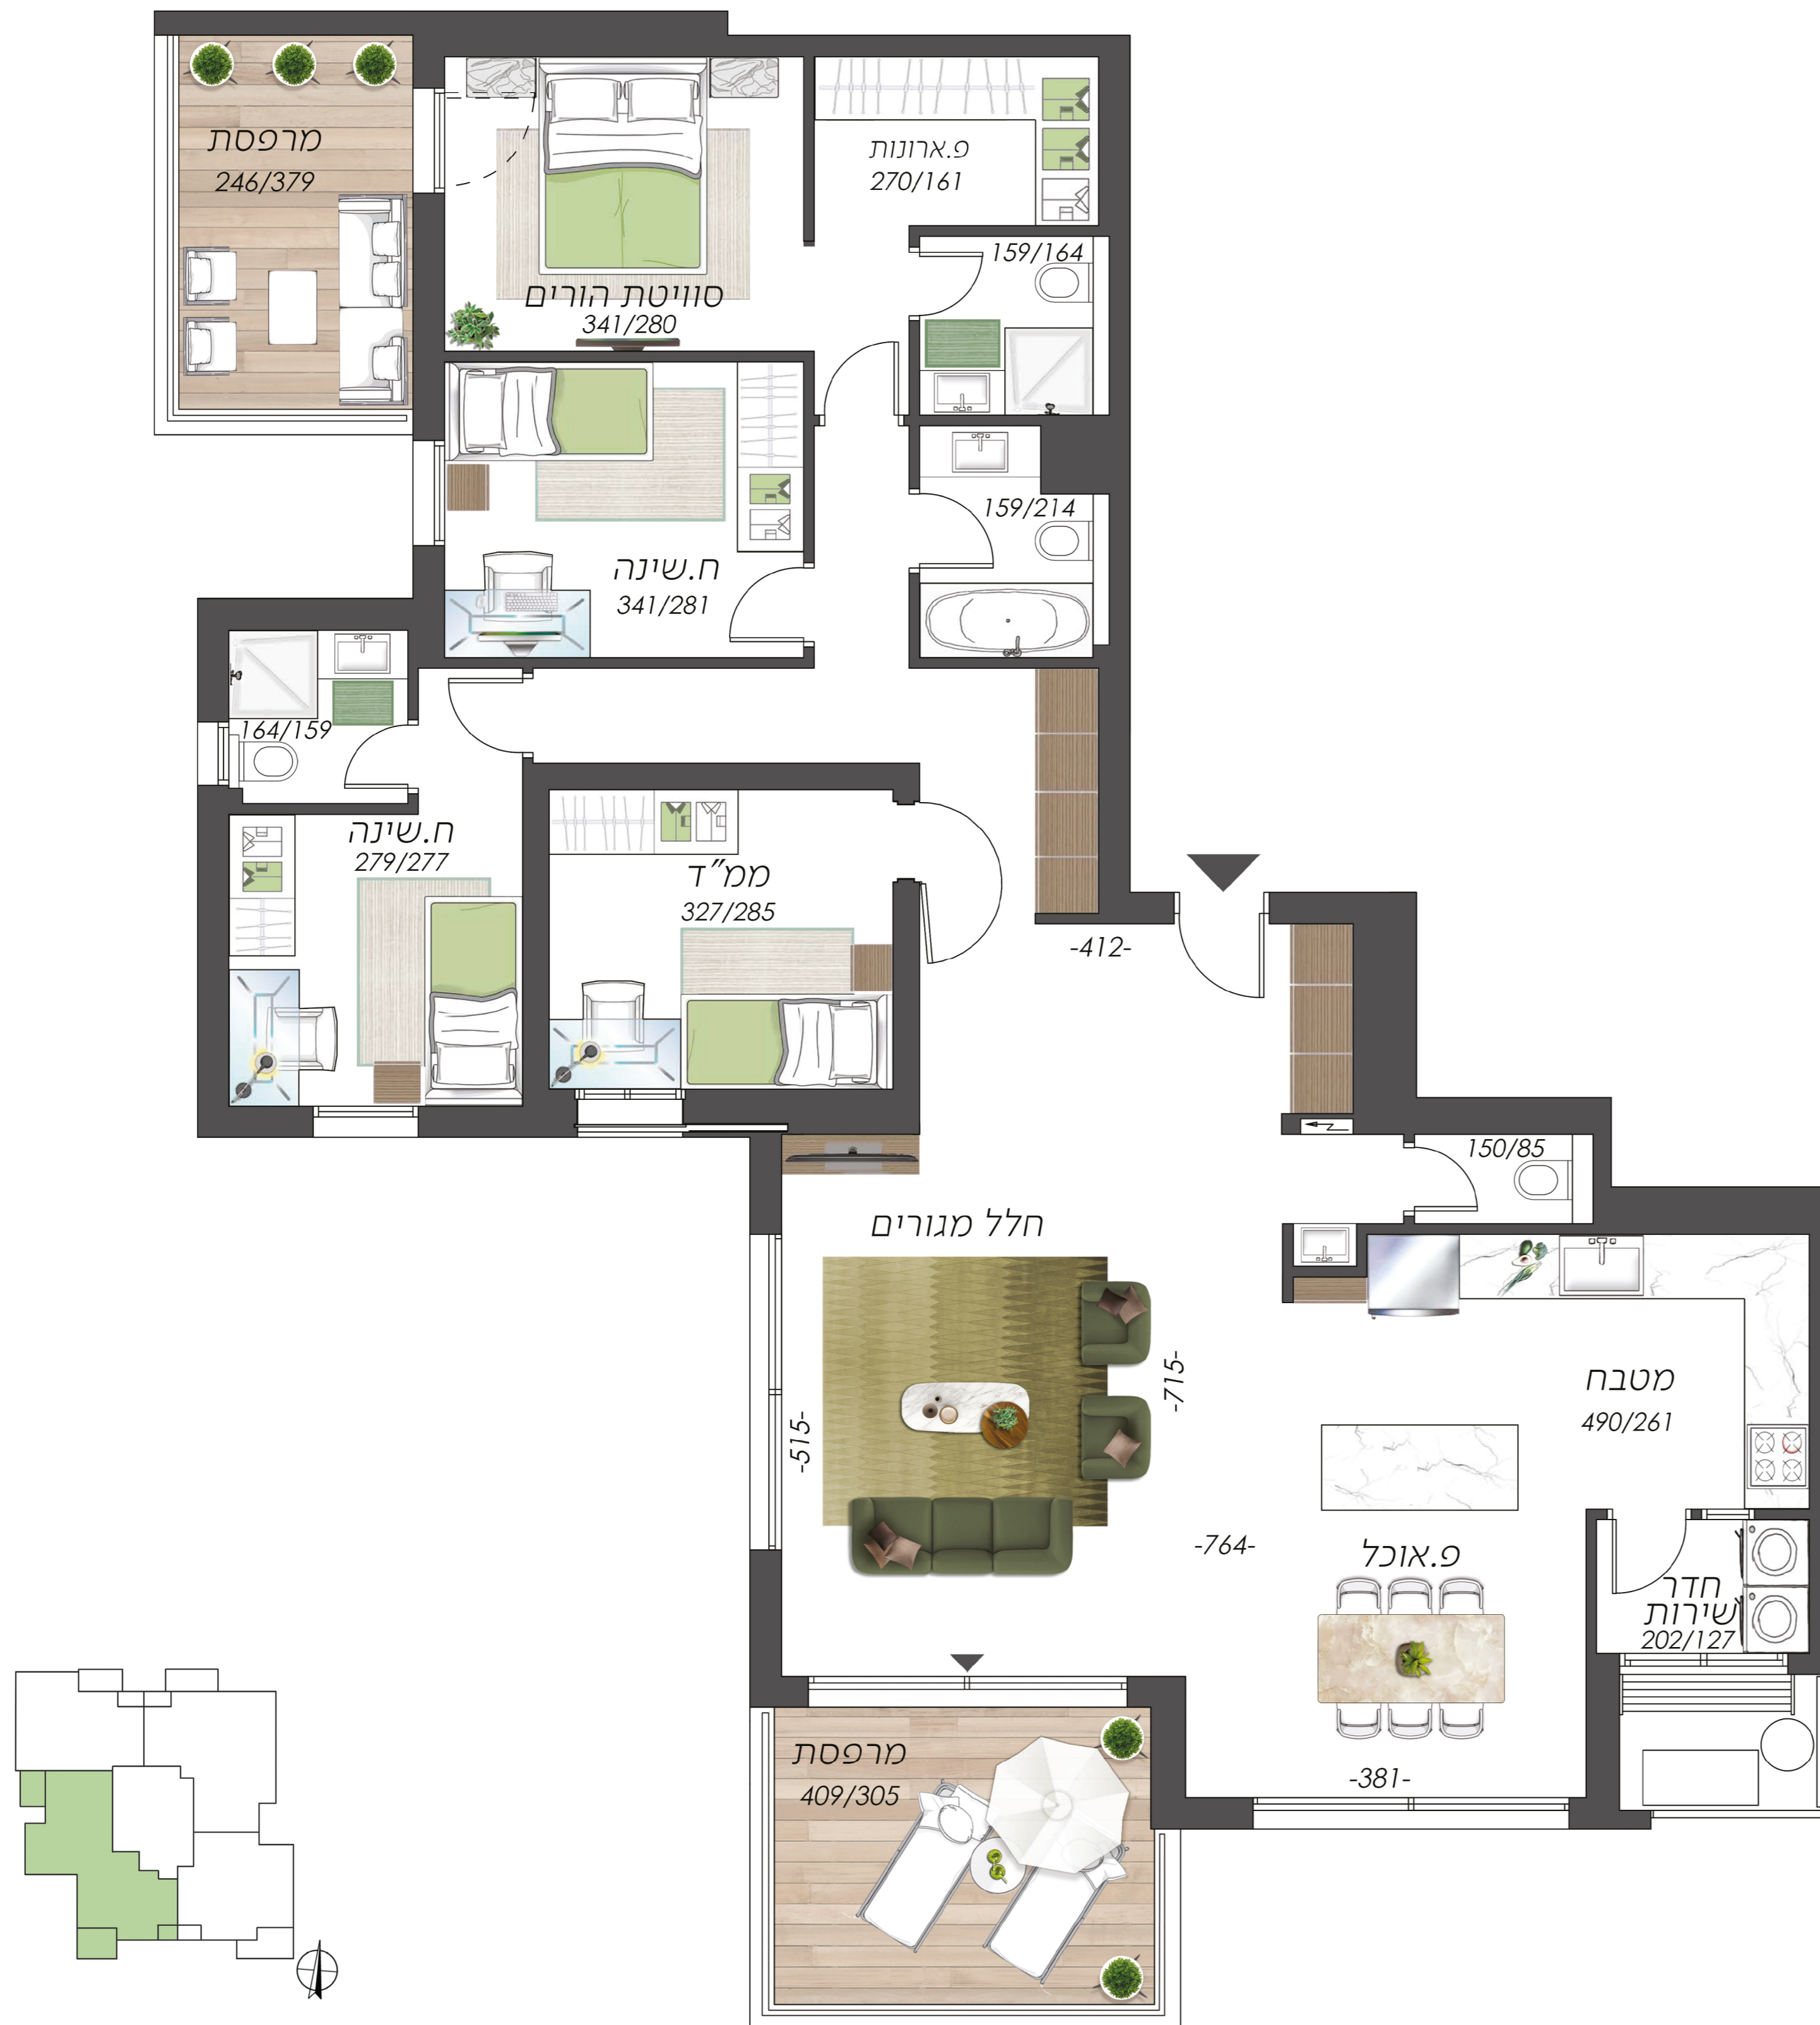 מרפסת
246/379
פ.ארונות
270/161
159/164
סוויטת הורים
341/280
159/214
ח.שינה
341/281
164/159
ח.שינה
279/277
ממ"ד
327/285
-412-
150/85
חלל מגורים
-715-
-515-
מטבח
490/261
-764-
פ.אוכל
חדר
שירות
202/127
מרפסת
409/305
-381-